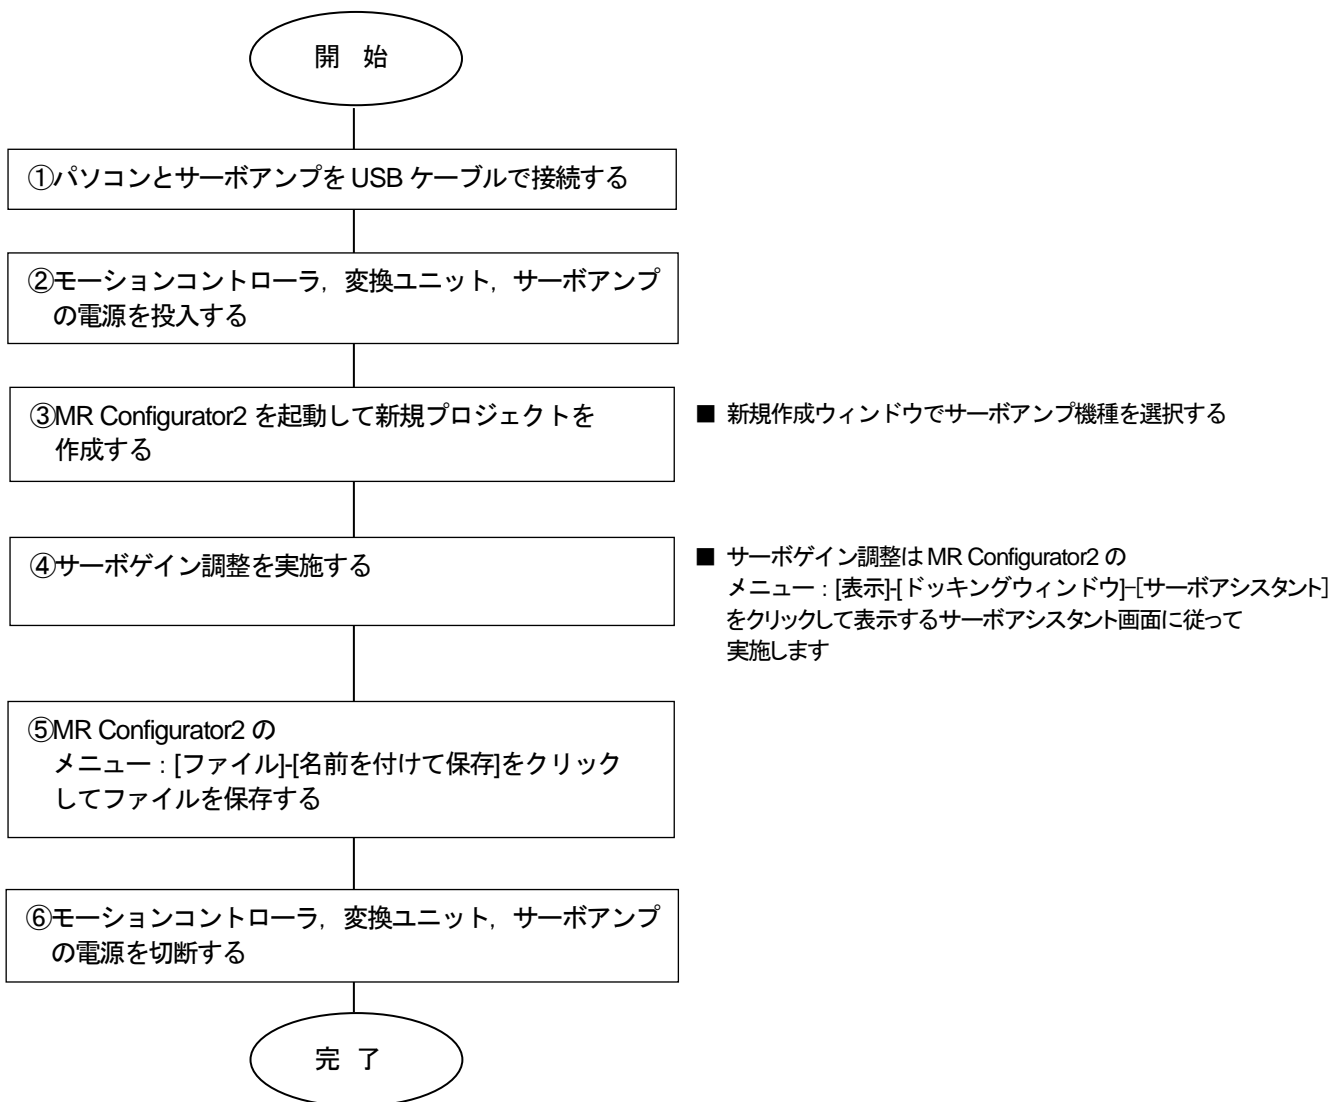 開 始
①パソコンとサーボアンプを USB ケーブルで接続する
②モーションコントローラ，変換ユニット，サーボアンプ
の電源を投入する
③MR Configurator2 を起動して新規プロジェクトを
作成する
■ 新規作成ウィンドウでサーボアンプ機種を選択する
④サーボゲイン調整を実施する
■ サーボゲイン調整は MR Configurator2 の
メニュー：[表示]-[ドッキングウィンドウ]-[サーボアシスタント]
をクリックして表示するサーボアシスタント画面に従って
実施します
⑤MR Configurator2 の
メニュー：[ファイル]-[名前を付けて保存]をクリック
してファイルを保存する
⑥モーションコントローラ，変換ユニット，サーボアンプ
の電源を切断する
完 了